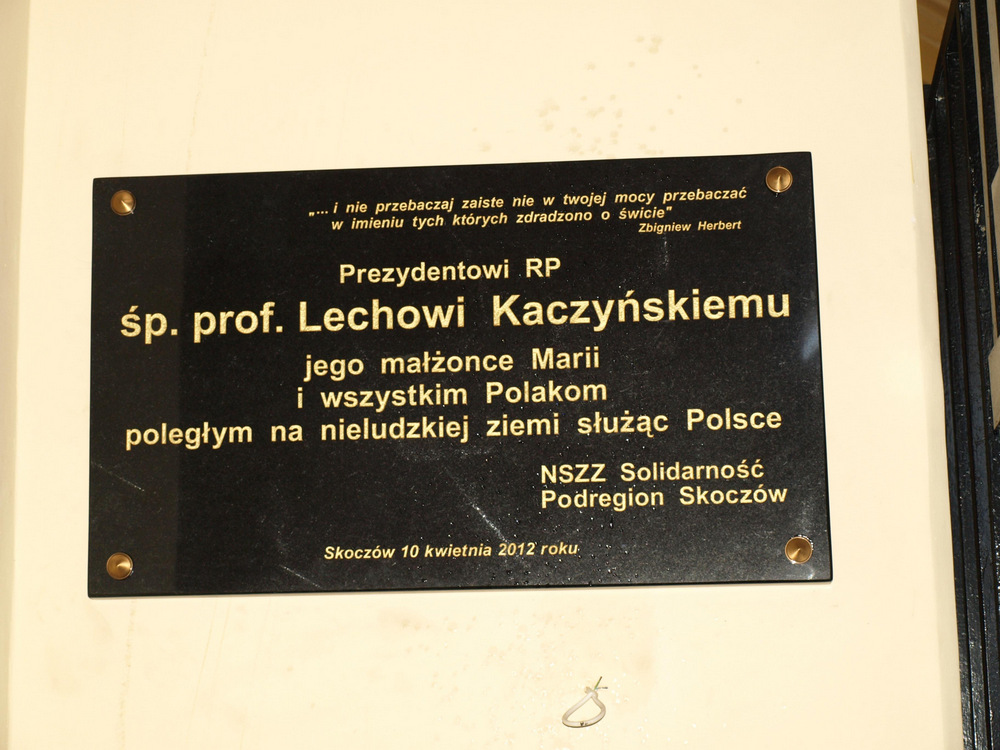 „... i nie przebaczaj zaiste nie w twojej mocy przebaczać
w imieniu tych których zdradzono o świcie"
Zbigniew Herbert
Prezydentowi RP
śp. prof. Lechowi Kaczyńskiemu
jego małżonce Marii
i wszystkim Polakom
poległym na nieludzkiej ziemi służąc Polsce
NSZZ Solidarność
Podregion Skoczów
Skoczów 10 kwietnia 2012 roku